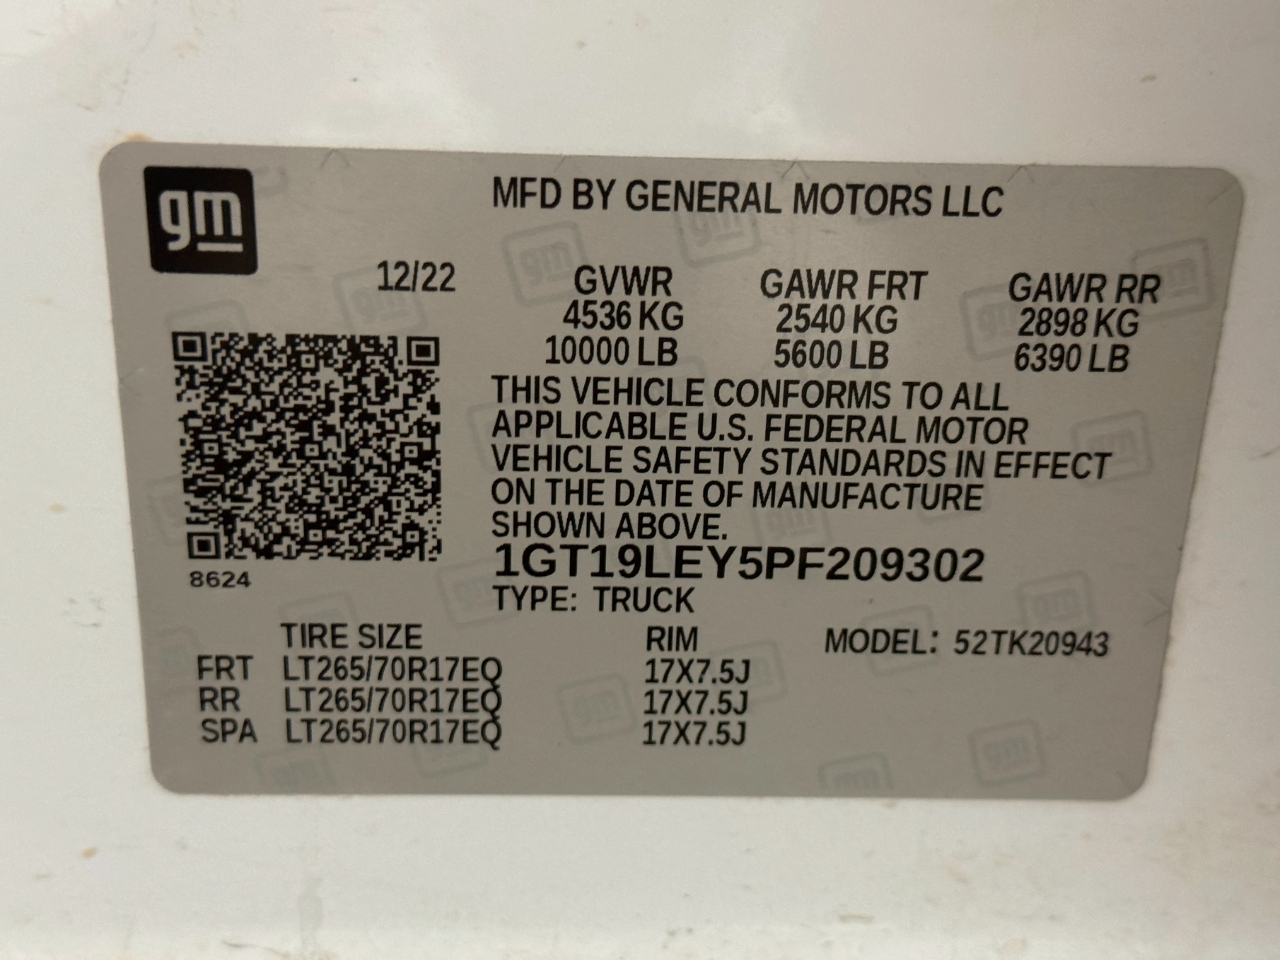 gm
MFD BY GENERAL MOTORS LLC
12/22 GVWR GAWR FRT GAWR RR
4536 KG 2540 KG 2898 KG
10000 LB 5600 LB 6390 LB
THIS VEHICLE CONFORMS TO ALL
APPLICABLE U.S. FEDERAL MOTOR
VEHICLE SAFETY STANDARDS IN EFFECT
ON THE DATE OF MANUFACTURE
SHOWN ABOVE.
8624
1GT19LEY5PF209302
TYPE: TRUCK
TIRE SIZE RIM MODEL: 52TK20943
FRT LT265/70R17EQ 17X7.5J
RR LT265/70R17EQ 17X7.5J
SPA LT265/70R17EQ 17X7.5J